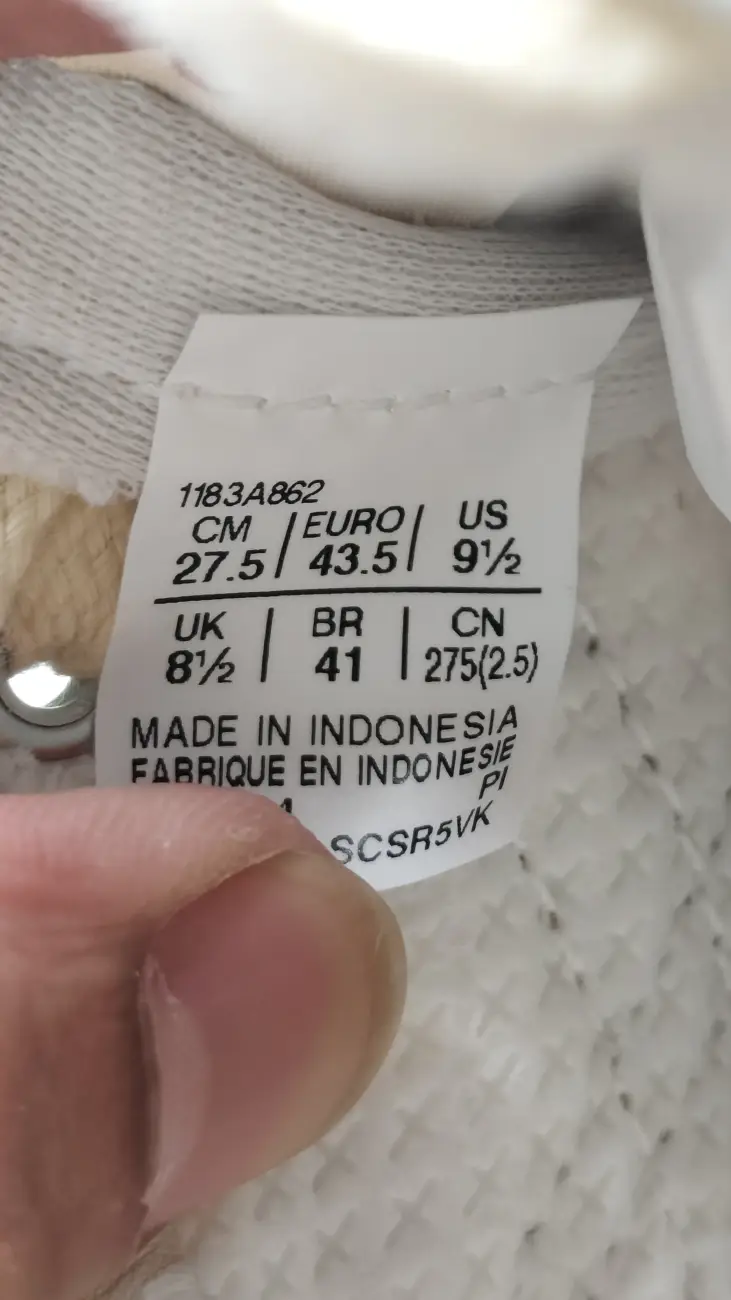 1183A862
CM | EURO | US
27.5 | 43.5 | 9½
UK | BR | CN
8½ | 41 | 275(2.5)
MADE IN INDONESIA
FABRIQUE EN INDONESIE
PI
SCSR5VK